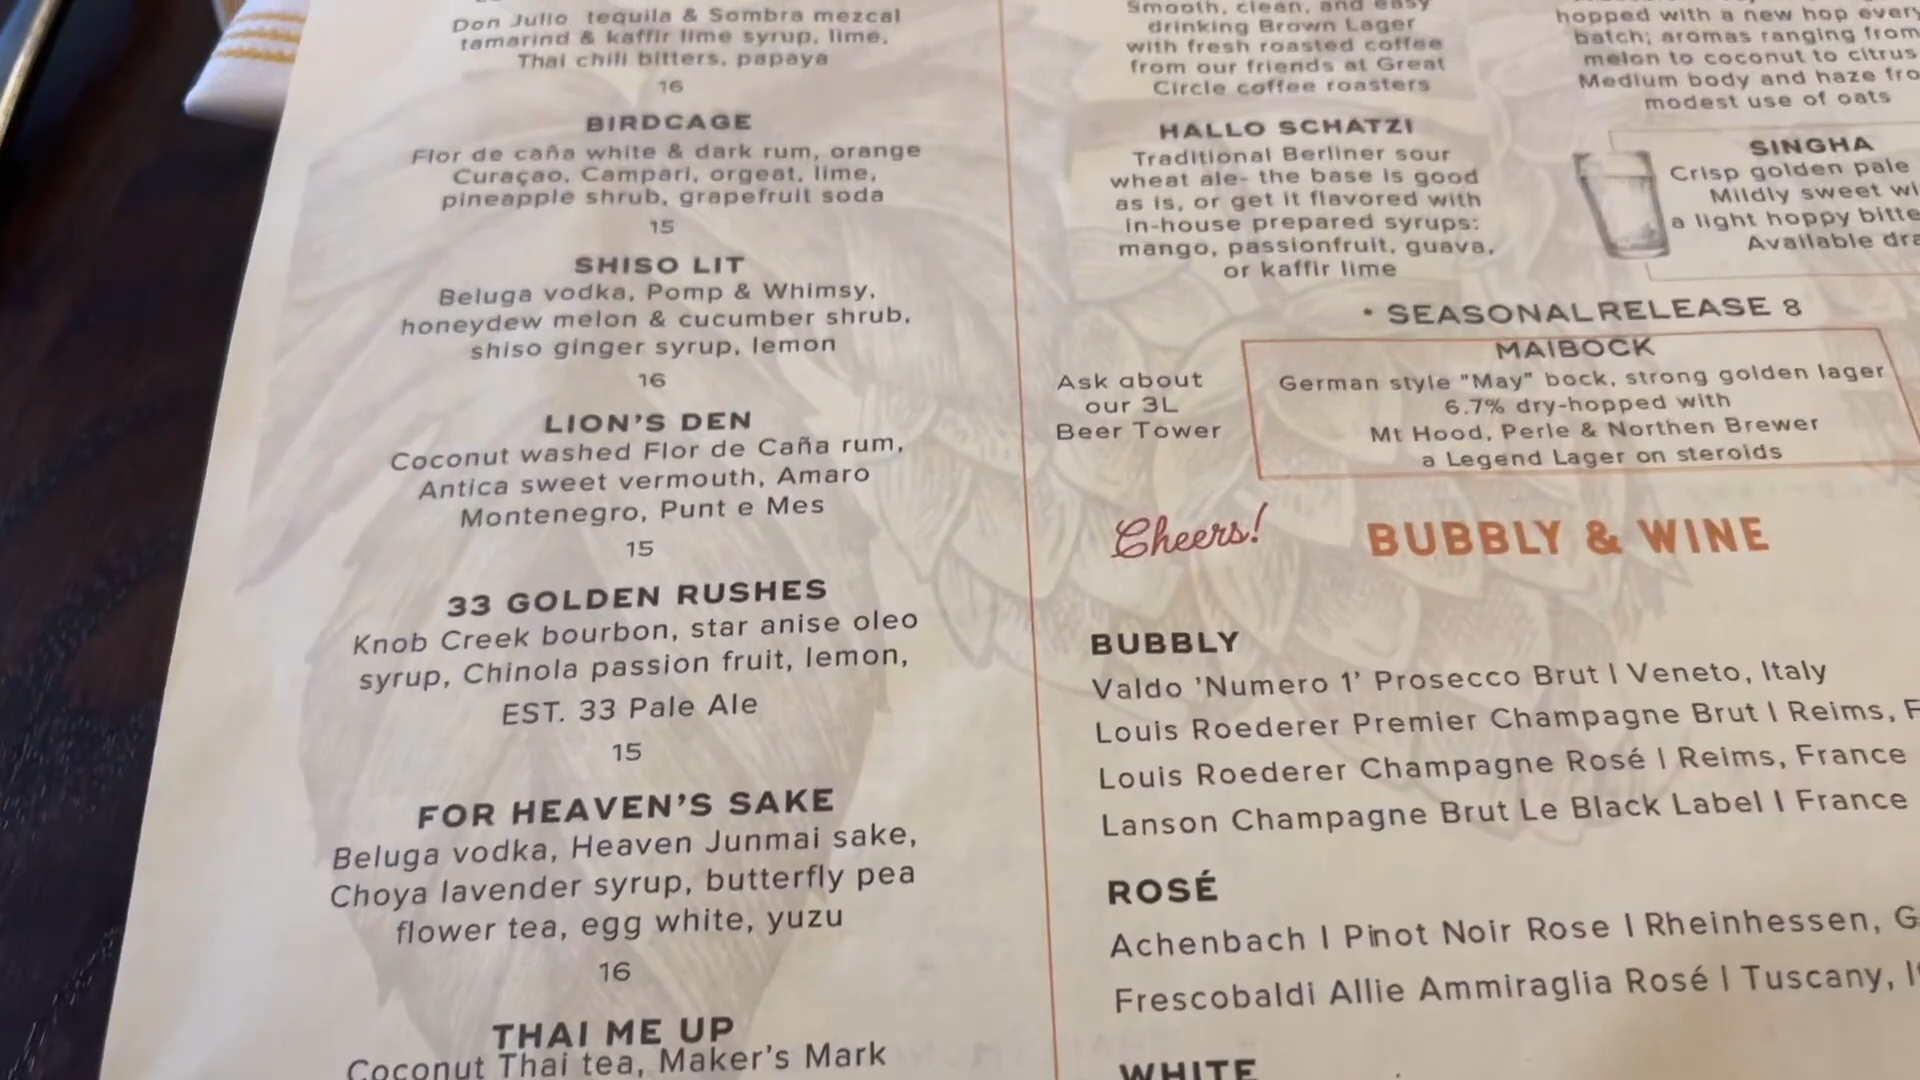 Don Julio tequila & Sombra mezcal
tamarind & kaffir lime syrup, lime,
Thai chili bitters, papaya
16
BIRDCAGE
Flor de caña white & dark rum, orange
Curaçao, Campari, orgeat, lime,
pineapple shrub, grapefruit soda
15
SHISO LIT
Beluga vodka, Pomp & Whimsy,
honeydew melon & cucumber shrub,
shiso ginger syrup, lemon
16
LION'S DEN
Coconut washed Flor de Caña rum,
Antica sweet vermouth, Amaro
Montenegro, Punt e Mes
15
33 GOLDEN RUSHES
Knob Creek bourbon, star anise oleo
syrup, Chinola passion fruit, lemon,
EST. 33 Pale Ale
15
FOR HEAVEN'S SAKE
Beluga vodka, Heaven Junmai sake,
Choya lavender syrup, butterfly pea
flower tea, egg white, yuzu
16
THAI ME UP
Coconut Thai tea, Maker's Mark
Smooth, clean, and easy
drinking Brown Lager
with fresh roasted coffee
from our friends at Great
Circle coffee roasters
HALLO SCHATZI
Traditional Berliner sour
wheat ale- the base is good
as is, or get it flavored with
in-house prepared syrups:
mango, passionfruit, guava,
or kaffir lime
hopped with a new hop every
batch; aromas ranging from
melon to coconut to citrus
Medium body and haze
modest use of oats
SINGHA
Crisp golden pale
Mildly sweet
a light hoppy
Available
* SEASONAL RELEASE 8
MAIBOCK
German style "May" bock, strong golden lager
6.7% dry-hopped with
Mt Hood, Perle & Northen Brewer
a Legend Lager on steroids
Ask about
our 3L
Beer Tower
Cheers!
BUBBLY & WINE
BUBBLY
Valdo 'Numero 1' Prosecco Brut | Veneto, Italy
Louis Roederer Premier Champagne Brut | Reims,
Louis Roederer Champagne Rosé | Reims, France
Lanson Champagne Brut Le Black Label | France
ROSÉ
Achenbach | Pinot Noir Rose | Rheinhessen,
Frescobaldi Allie Ammiraglia Rosé | Tuscany,
WHITE